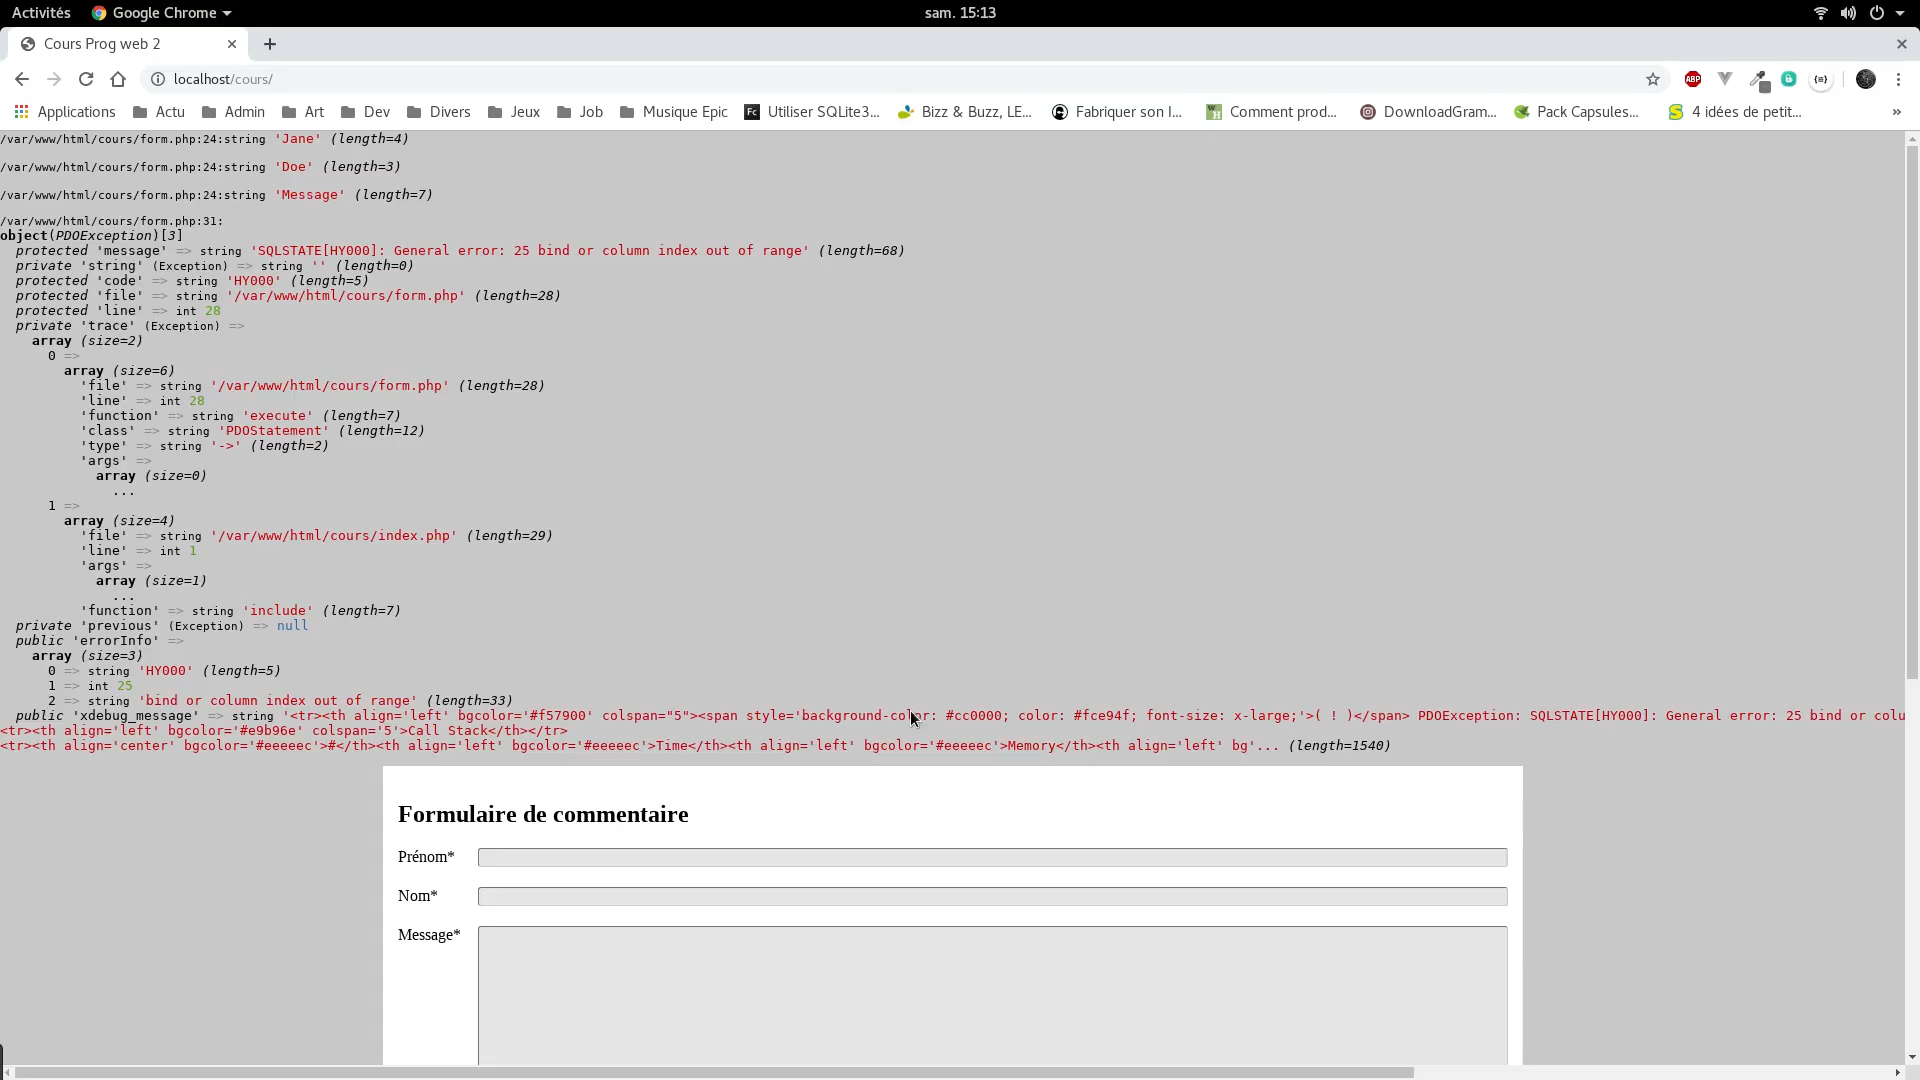 Activités Google Chrome sam. 15:13
Cours Prog web 2
localhost/cours/
ABP
Applications Actu Admin Art Dev Divers Jeux Job Musique Epic Utiliser SQLite3... Bizz & Buzz, LE... Fabriquer son I... Comment prod... DownloadGram... Pack Capsules... 4 idées de petit... »
/var/www/html/cours/form.php:24:string 'Jane' (length=4)
/var/www/html/cours/form.php:24:string 'Doe' (length=3)
/var/www/html/cours/form.php:24:string 'Message' (length=7)
/var/www/html/cours/form.php:31:
object(PDOException)[3]
protected 'message' => string 'SQLSTATE[HY000]: General error: 25 bind or column index out of range' (length=68)
private 'string' (Exception) => string '' (length=0)
protected 'code' => string 'HY000' (length=5)
protected 'file' => string '/var/www/html/cours/form.php' (length=28)
protected 'line' => int 28
private 'trace' (Exception) =>
array (size=2)
0 =>
array (size=6)
'file' => string '/var/www/html/cours/form.php' (length=28)
'line' => int 28
'function' => string 'execute' (length=7)
'class' => string 'PDOStatement' (length=12)
'type' => string '->' (length=2)
'args' =>
array (size=0)
...
1 =>
array (size=4)
'file' => string '/var/www/html/cours/index.php' (length=29)
'line' => int 1
'args' =>
array (size=1)
...
'function' => string 'include' (length=7)
private 'previous' (Exception) => null
public 'errorInfo' =>
array (size=3)
0 => string 'HY000' (length=5)
1 => int 25
2 => string 'bind or column index out of range' (length=33)
public 'xdebug_message' => string '<tr><th align='left' bgcolor='#f57900' colspan="5"><span style='background-color: #cc0000; color: #fce94f; font-size: x-large;'>( ! )</span> PDOException: SQLSTATE[HY000]: General error: 25 bind or colu
<tr><th align='left' bgcolor='#e9b96e' colspan='5'>Call Stack</th></tr>
<tr><th align='center' bgcolor='#eeeeec'>#</th><th align='left' bgcolor='#eeeeec'>Time</th><th align='left' bgcolor='#eeeeec'>Memory</th><th align='left' bg'... (length=1540)
Formulaire de commentaire
Prénom*
Nom*
Message*